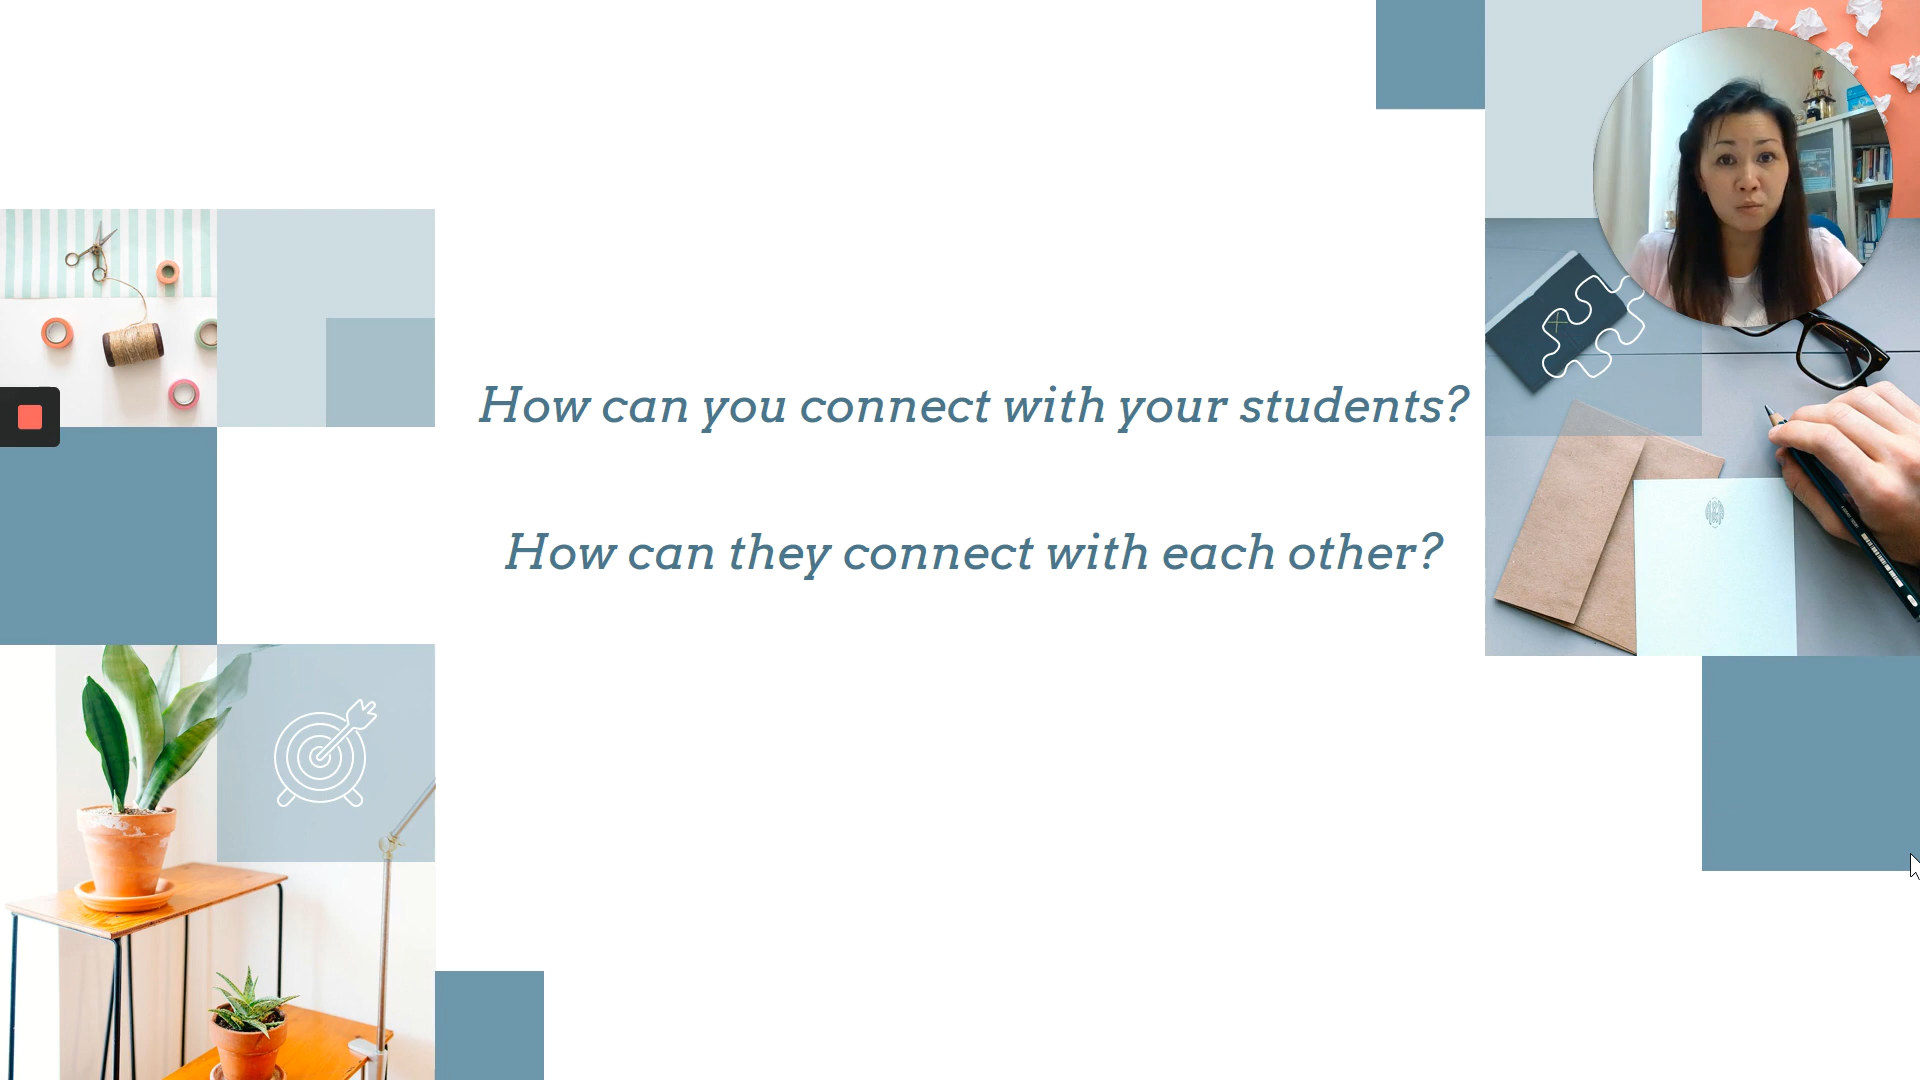 How can you connect with your students?
How can they connect with each other?